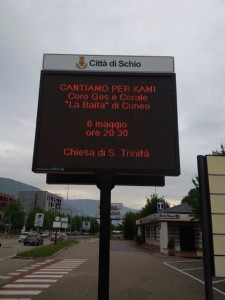 Città di Schio
CANTIAMO PER KAMI
Coro Ges e Corale
"La Baita" di Cuneo
6 maggio
ore 20:30
Chiesa di S. Trinità